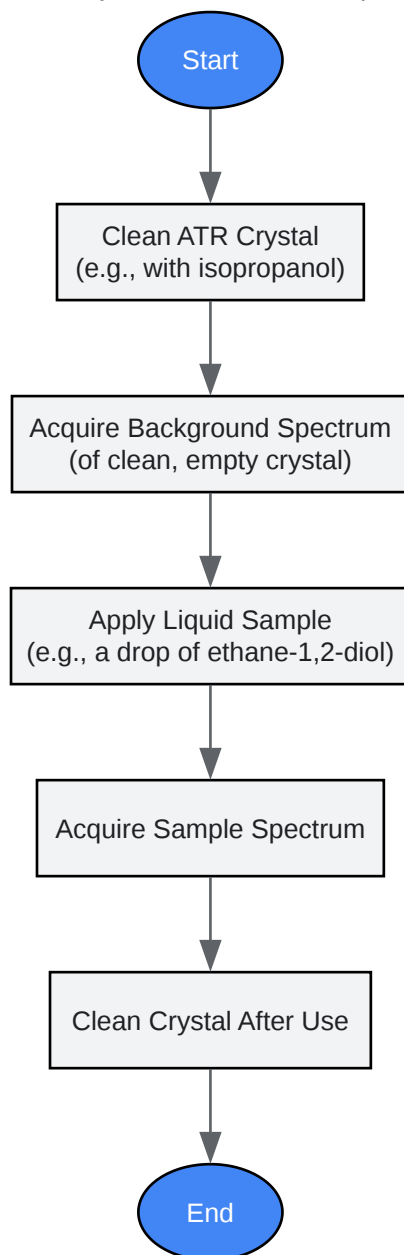 Start
Clean ATR Crystal
(e.g., with isopropanol)
Acquire Background Spectrum
(of clean, empty crystal)
Apply Liquid Sample
(e.g., a drop of ethane-1,2-diol)
Acquire Sample Spectrum
Clean Crystal After Use
End